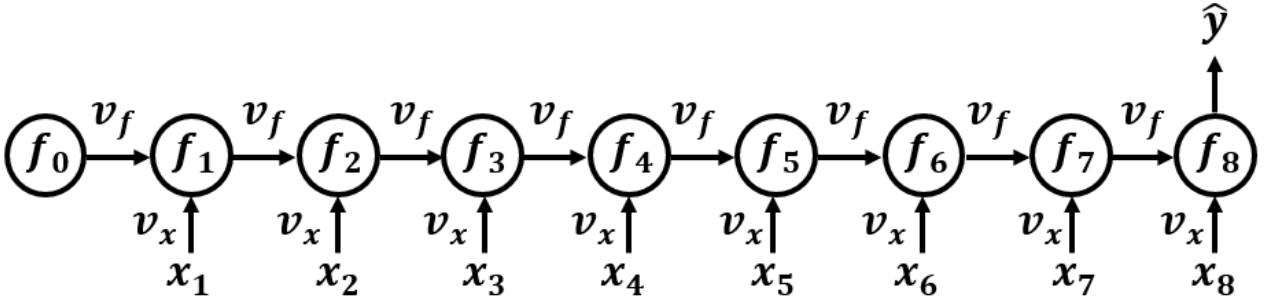 ŷ
v_f v_f v_f v_f v_f v_f v_f v_f
f_0 f_1 f_2 f_3 f_4 f_5 f_6 f_7 f_8
v_x v_x v_x v_x v_x v_x v_x v_x
x_1 x_2 x_3 x_4 x_5 x_6 x_7 x_8